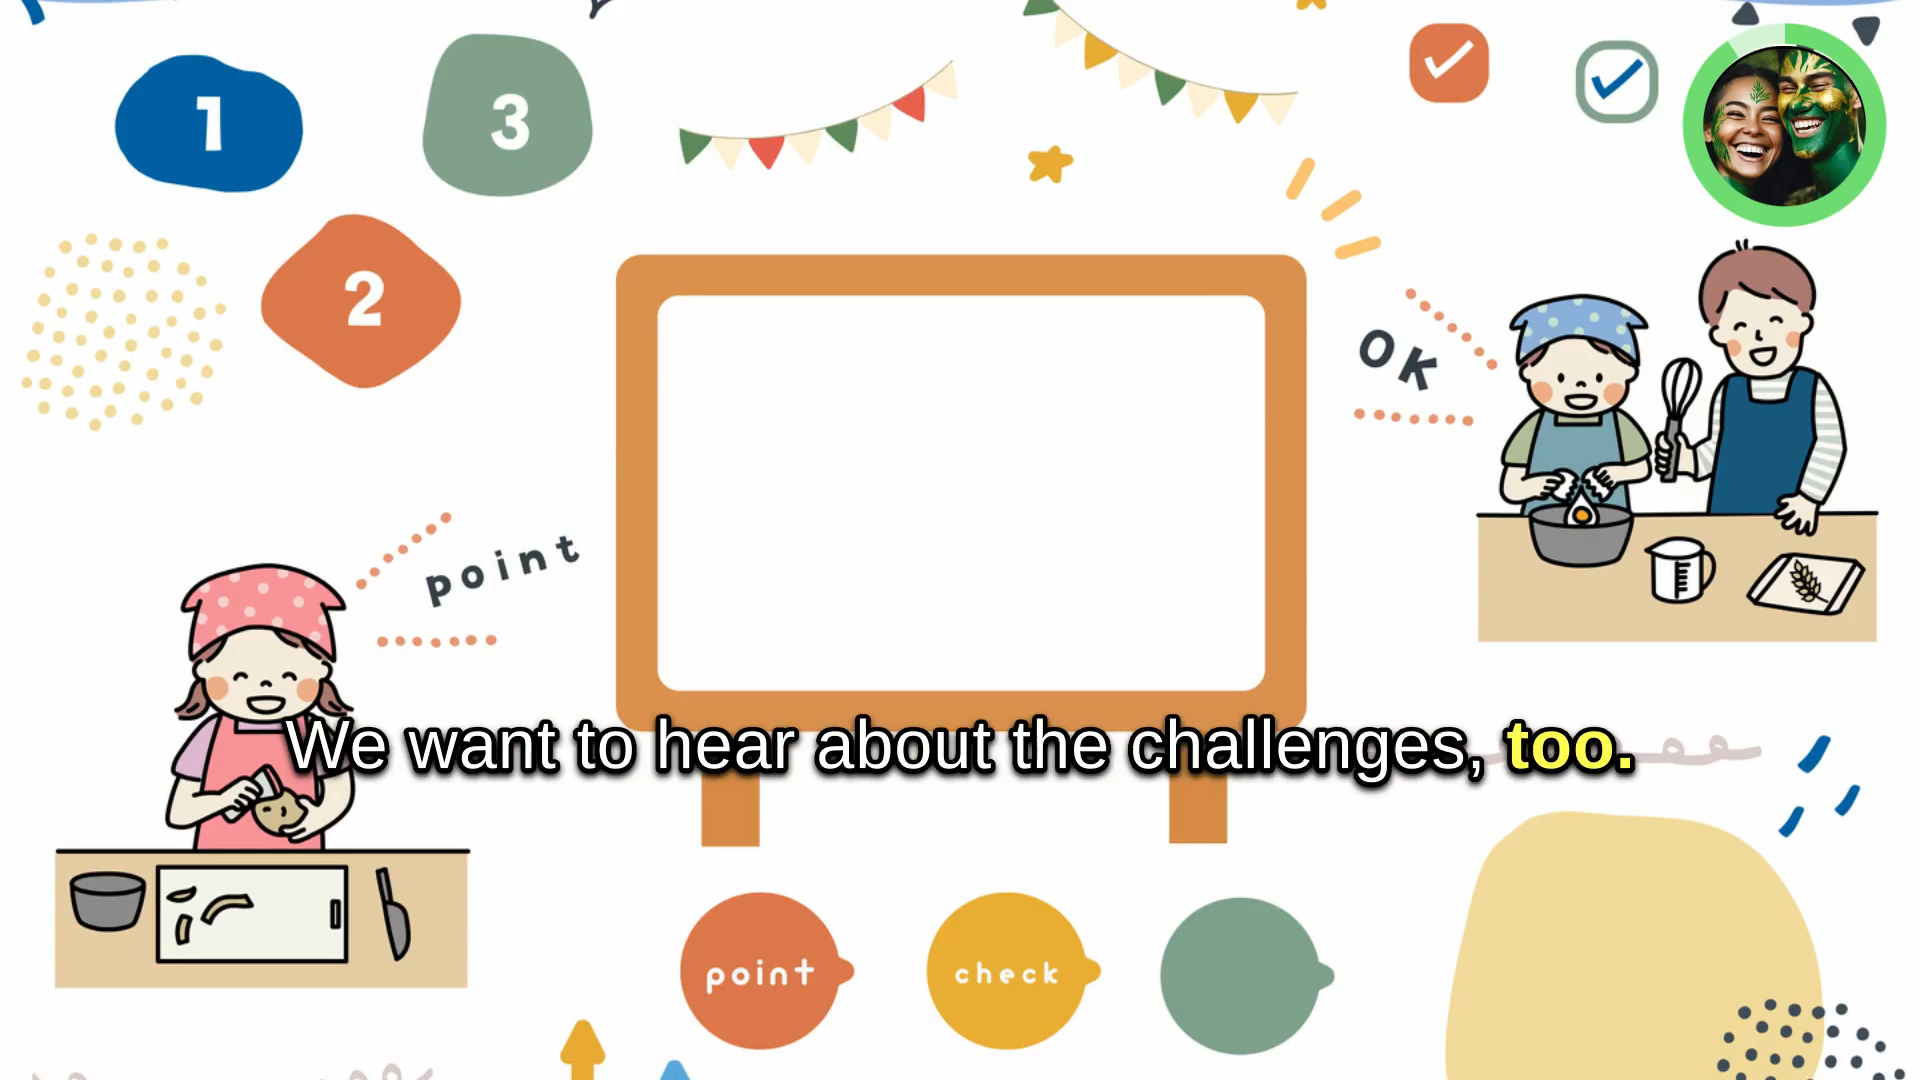 1
3
2
OK
point
We want to hear about the challenges, too.
point
check